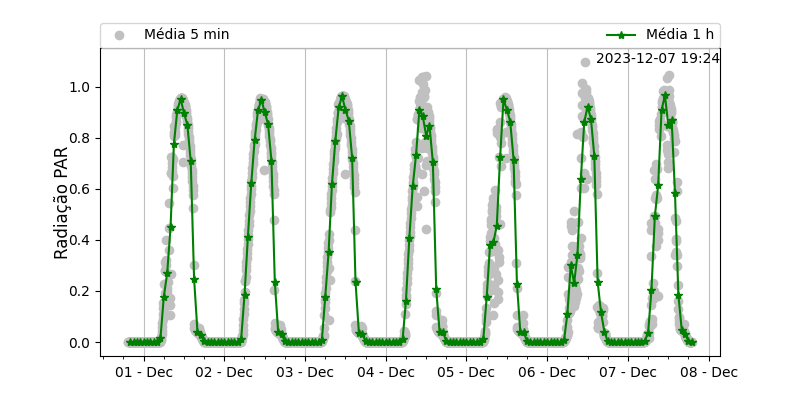 Média 5 min
Média 1 h
2023-12-07 19:24
Radiação PAR
1.0
0.8
0.6
0.4
0.2
0.0
01 - Dec
02 - Dec
03 - Dec
04 - Dec
05 - Dec
06 - Dec
07 - Dec
08 - Dec